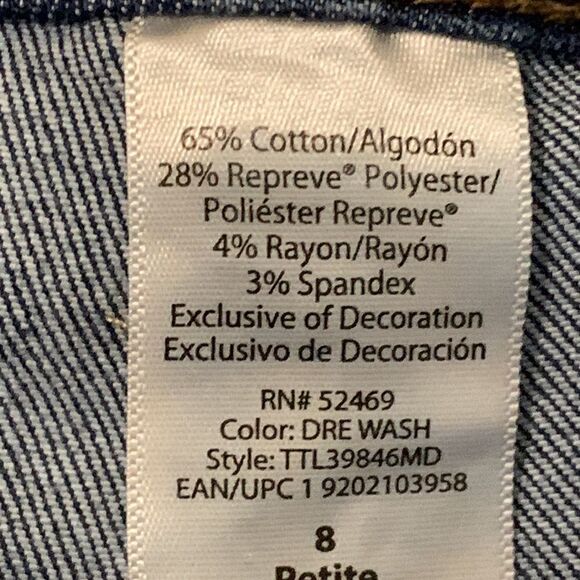 65% Cotton/Algodón
28% Repreve® Polyester/
Poliéster Repreve®
4% Rayon/Rayón
3% Spandex
Exclusive of Decoration
Exclusivo de Decoración
RN# 52469
Color: DRE WASH
Style: TTL39846MD
EAN/UPC 1 9202103958
8
Petite